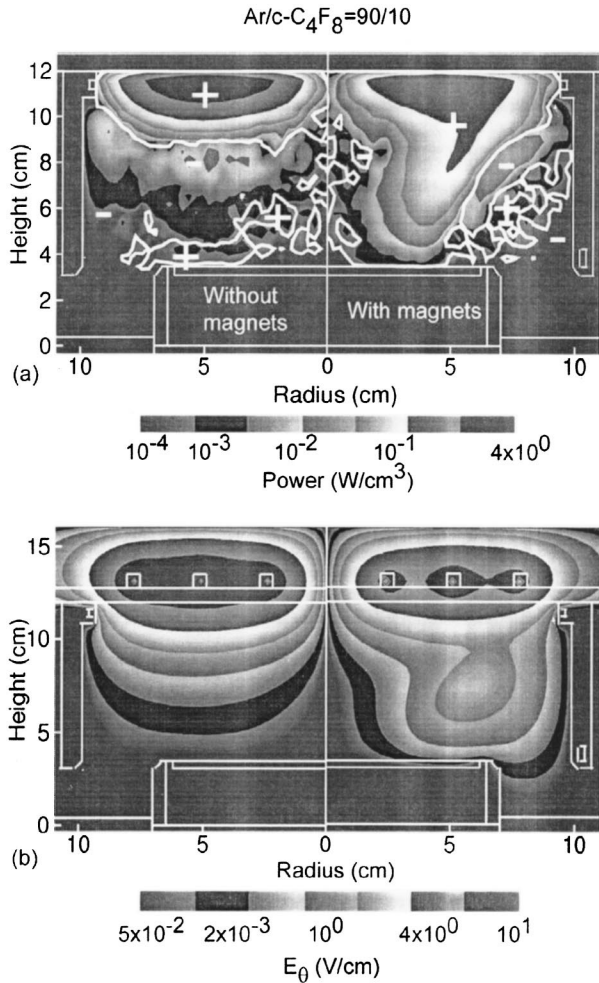 Ar/c-C4F8=90/10
12
10
8
6
4
2
0
Height (cm)
+
+
-
-
-
+
+
+
-
Without
magnets
With magnets
10
5
0
5
10
(a)
Radius (cm)
10⁻⁴ 10⁻³ 10⁻² 10⁻¹ 4x10⁰
Power (W/cm³)
15
10
5
0
Height (cm)
10
5
0
5
10
(b)
Radius (cm)
5x10⁻² 2x10⁻³ 10⁰ 4x10⁰ 10¹
Eθ (V/cm)